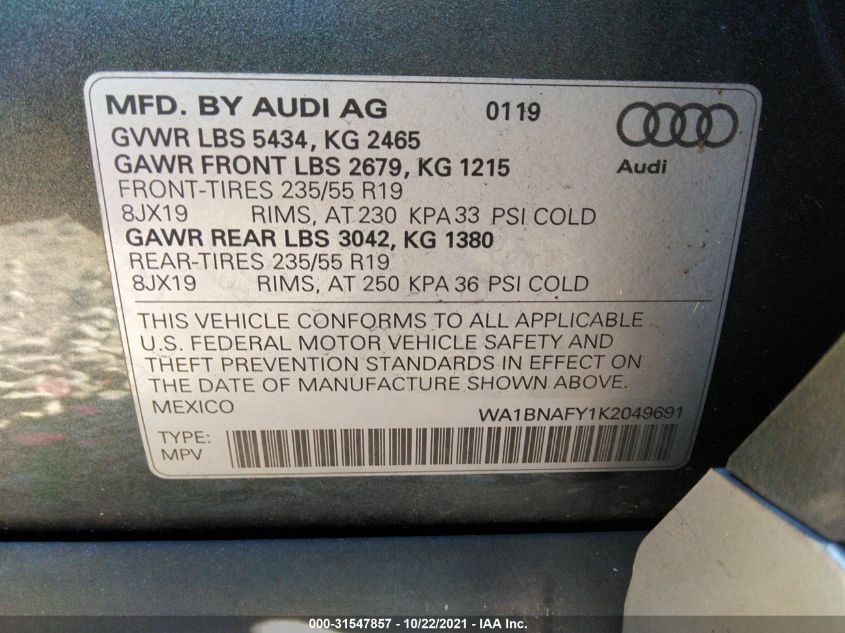 MFD. BY AUDI AG 0119
GVWR LBS 5434, KG 2465
GAWR FRONT LBS 2679, KG 1215
Audi
FRONT-TIRES 235/55 R19
8JX19 RIMS, AT 230 KPA 33 PSI COLD
GAWR REAR LBS 3042, KG 1380
REAR-TIRES 235/55 R19
8JX19 RIMS, AT 250 KPA 36 PSI COLD
THIS VEHICLE CONFORMS TO ALL APPLICABLE
U.S. FEDERAL MOTOR VEHICLE SAFETY AND
THEFT PREVENTION STANDARDS IN EFFECT ON
THE DATE OF MANUFACTURE SHOWN ABOVE.
MEXICO WA1BNAFY1K2049691
TYPE:
MPV
000-31547857 - 10/22/2021 - IAA Inc.